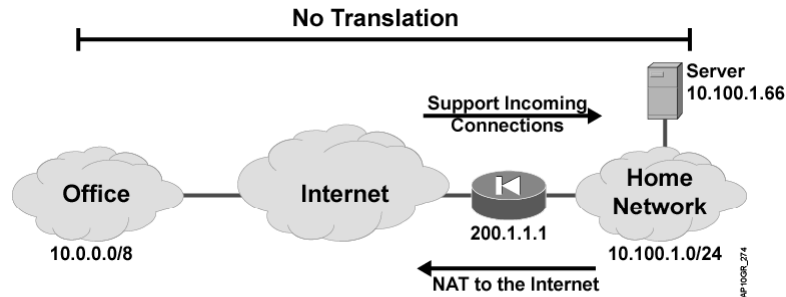 No Translation
Server
10.100.1.66
Support Incoming
Connections
Office
Internet
Home
Network
200.1.1.1
10.0.0.0/8
10.100.1.0/24
NAT to the Internet
AP10GR_274